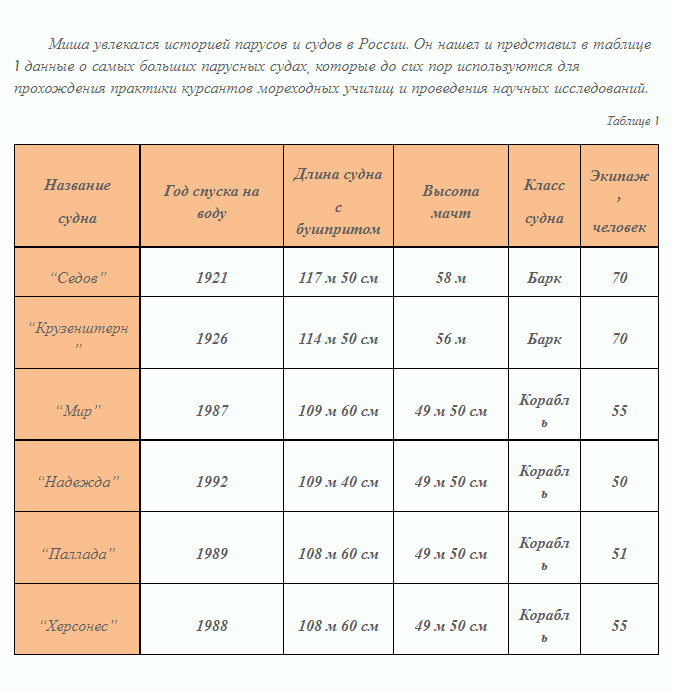 Миша увлекался историей парусов и судов в России. Он нашел и представил в таблице
1 данные о самых больших парусных судах, которые до сих пор используются для
прохождения практики курсантов мореходных училищ и проведения научных исследований.
Таблице 1
Название
судна
Год спуска на
воду
Длина судна
с
бушпритом
Высота
мачт
Класс
судна
Экипаж
,
человек
“Седов” 1921 117 м 50 см 58 м Барк 70
“Крузенштерн
” 1926 114 м 50 см 56 м Барк 70
“Мир” 1987 109 м 60 см 49 м 50 см Корабл
ь 55
“Надежда” 1992 109 м 40 см 49 м 50 см Корабл
ь 50
“Паллада” 1989 108 м 60 см 49 м 50 см Корабл
ь 51
“Херсонес” 1988 108 м 60 см 49 м 50 см Корабл
ь 55